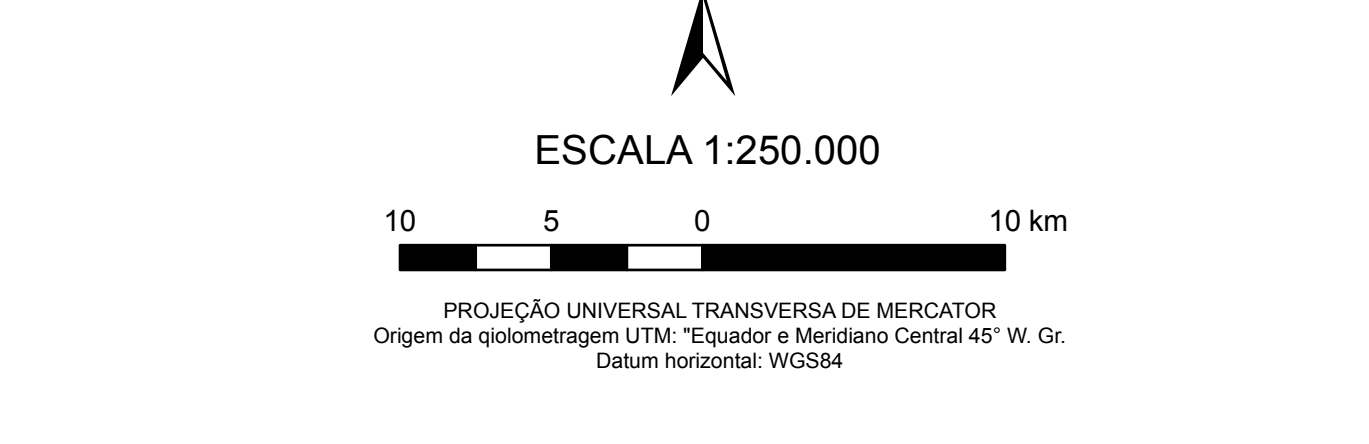 ESCALA 1:250.000
10 5 0 10 km
PROJEÇÃO UNIVERSAL TRANSVERSA DE MERCATOR
Origem da qiolometragem UTM: "Equador e Meridiano Central 45° W. Gr.
Datum horizontal: WGS84